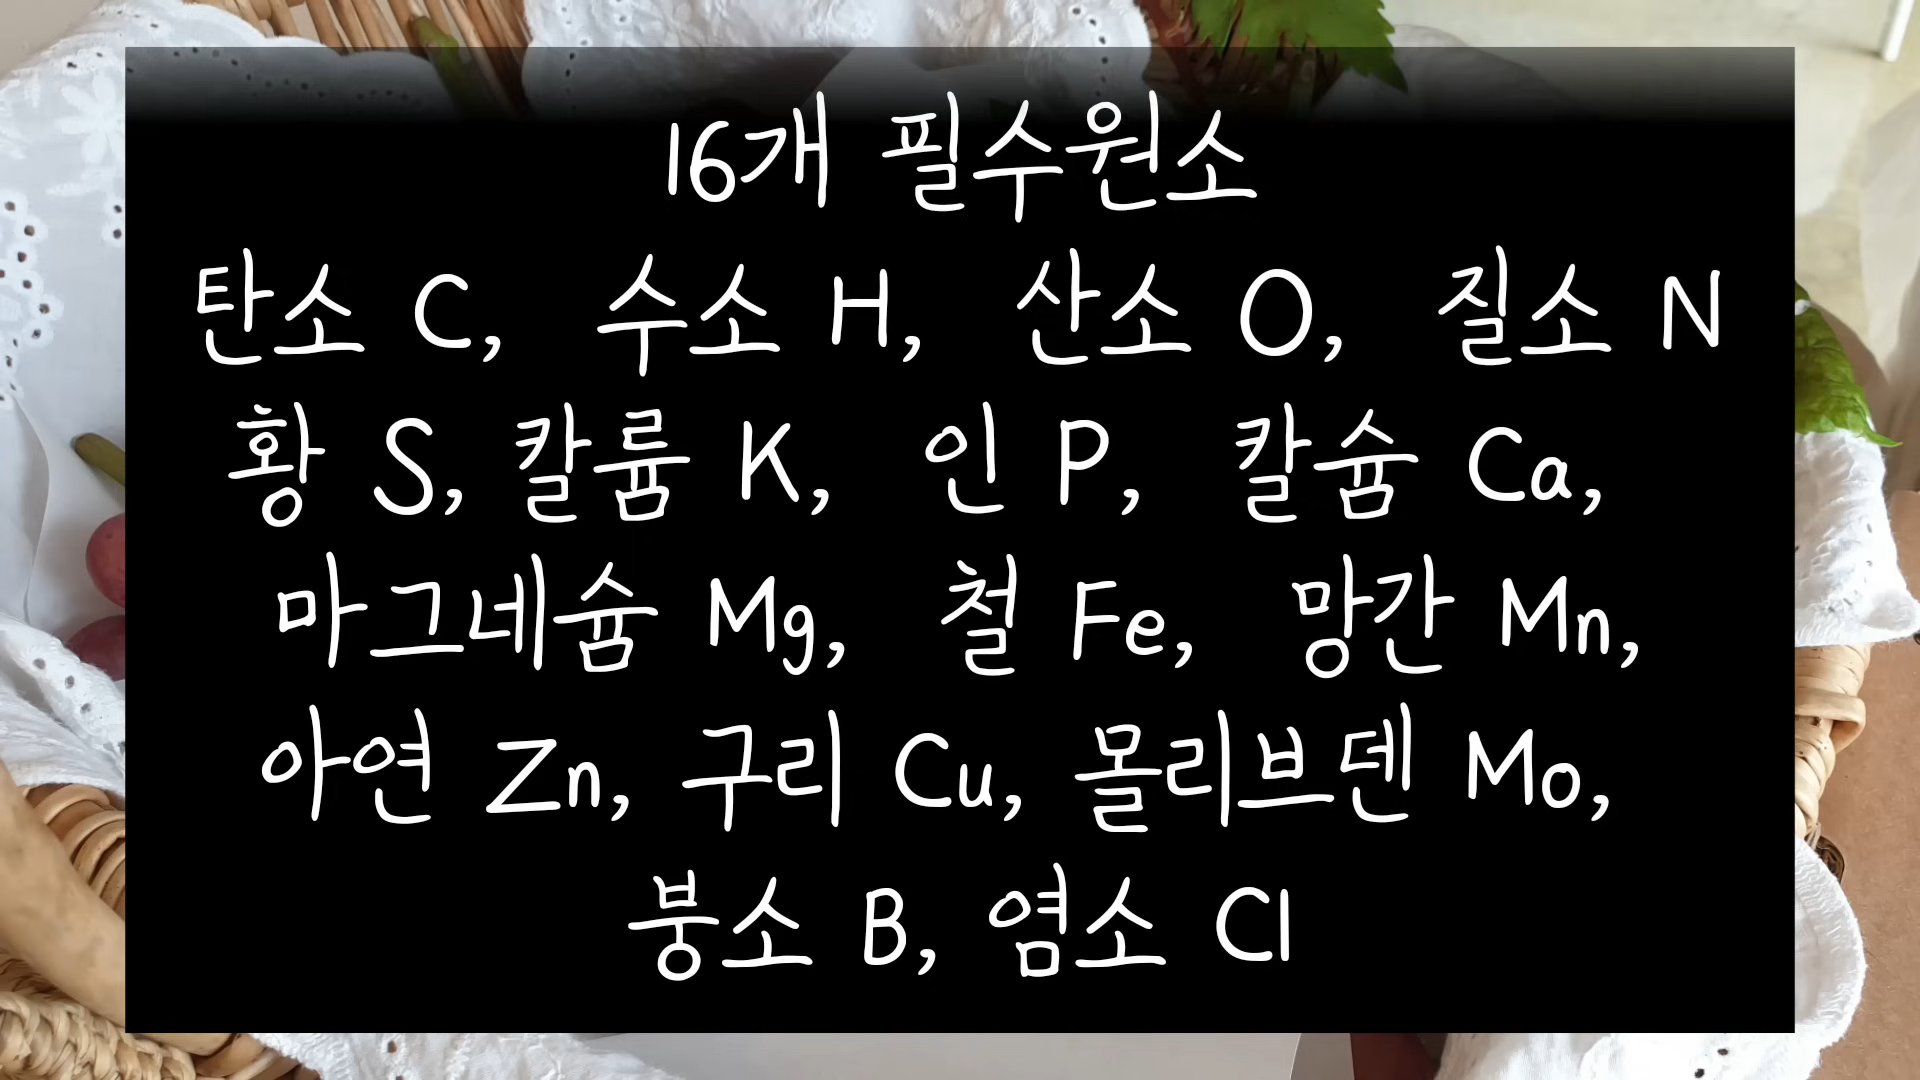 16개 필수원소
탄소 C, 수소 H, 산소 O, 질소 N
황 S, 칼륨 K, 인 P, 칼슘 Ca,
마그네슘 Mg, 철 Fe, 망간 Mn,
아연 Zn, 구리 Cu, 몰리브덴 Mo,
붕소 B, 염소 Cl